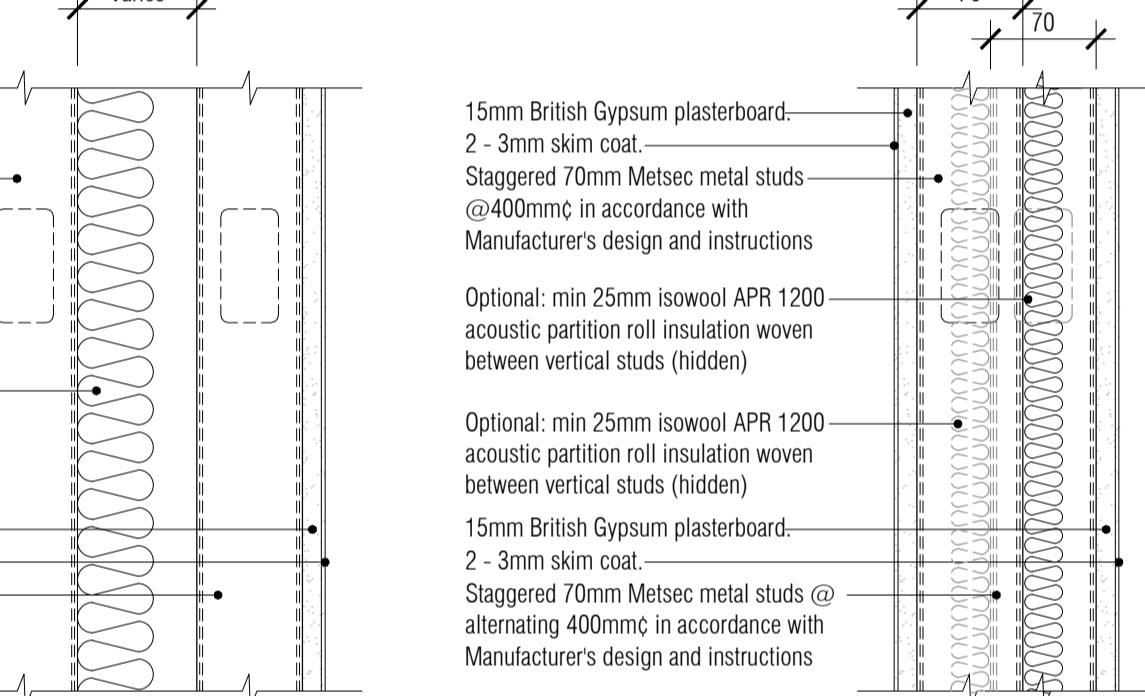 70
15mm British Gypsum plasterboard.
2 - 3mm skim coat.
Staggered 70mm Metsec metal studs
@400mm¢ in accordance with
Manufacturer's design and instructions
Optional: min 25mm isowool APR 1200
acoustic partition roll insulation woven
between vertical studs (hidden)
Optional: min 25mm isowool APR 1200
acoustic partition roll insulation woven
between vertical studs (hidden)
15mm British Gypsum plasterboard.
2 - 3mm skim coat.
Staggered 70mm Metsec metal studs @
alternating 400mm¢ in accordance with
Manufacturer's design and instructions